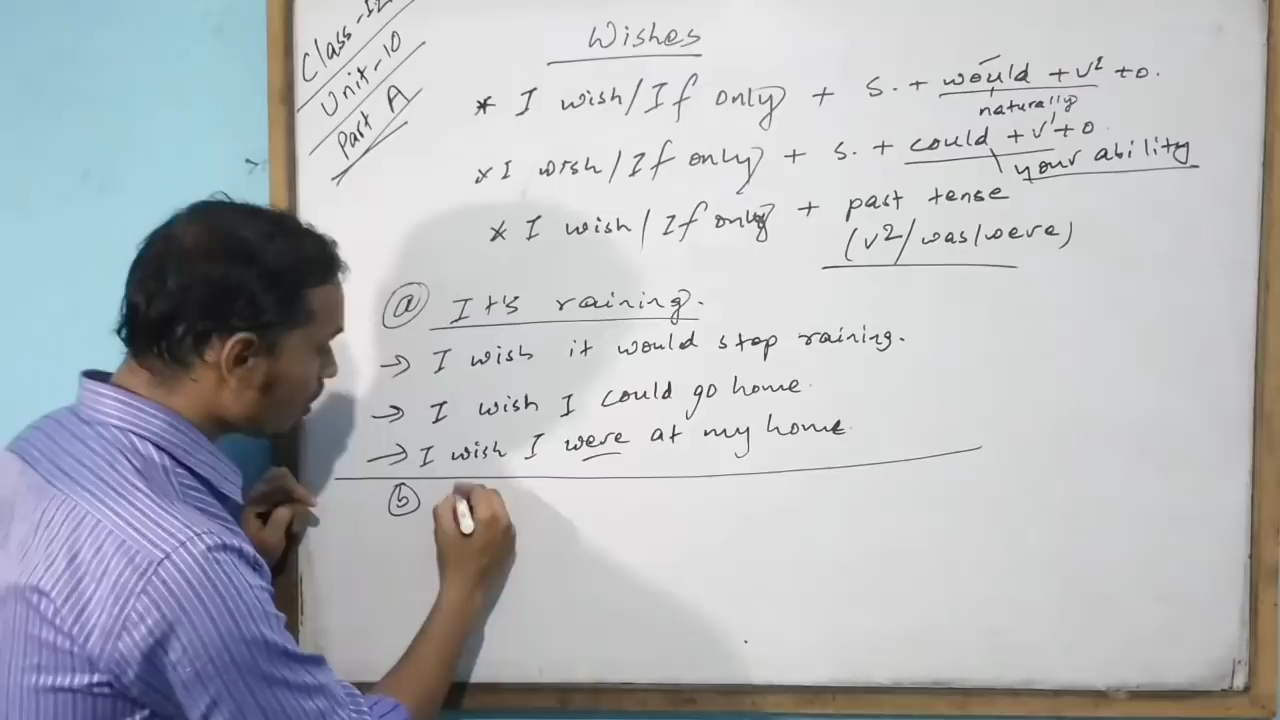 Class-12
Unit-10
Part A
Wishes
* I wish/If only + S. + would + v² + o.
naturally
* I wish/If only + s. + could + v¹ + o
your ability
* I wish/If only + past tense
(v²/was/were)
(a) It's raining.
→ I wish it would stop raining.
→ I wish I could go home.
→ I wish I were at my home.
(b)